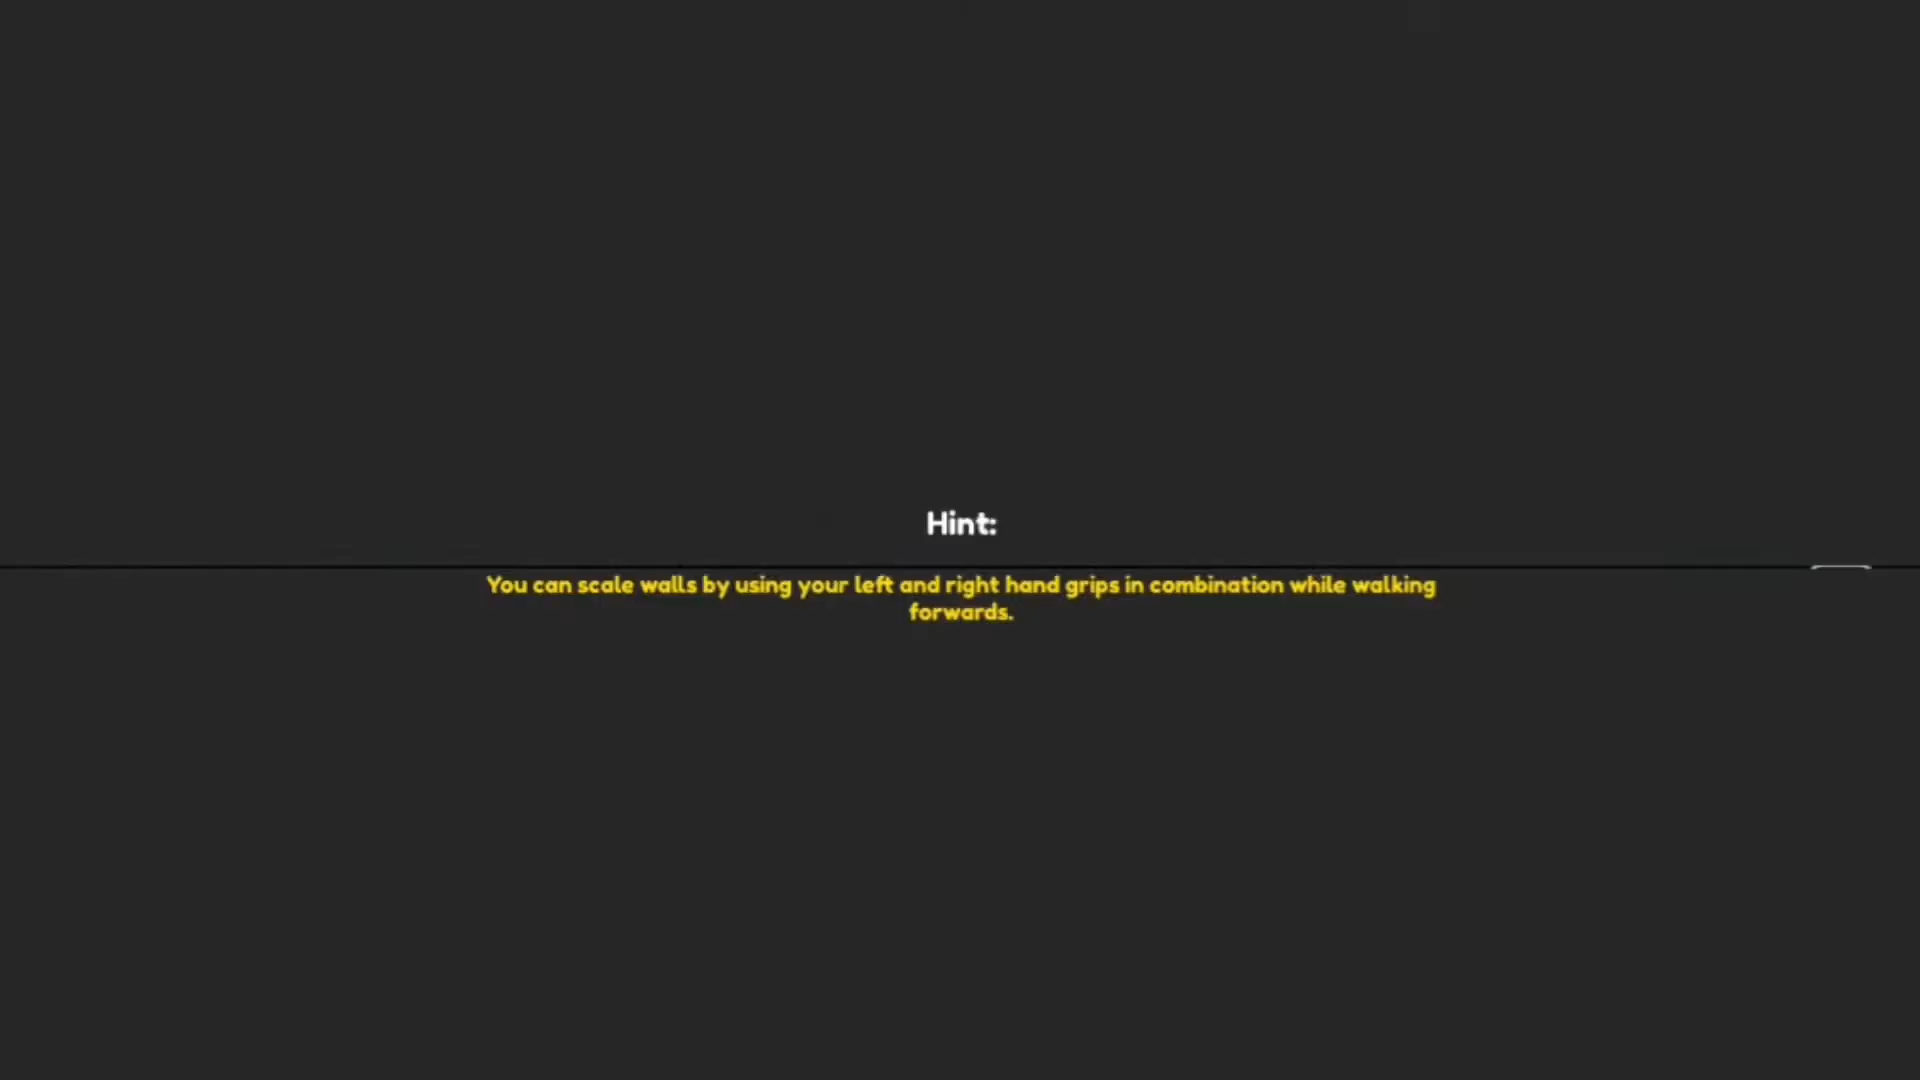 Hint:
You can scale walls by using your left and right hand grips in combination while walking
forwards.